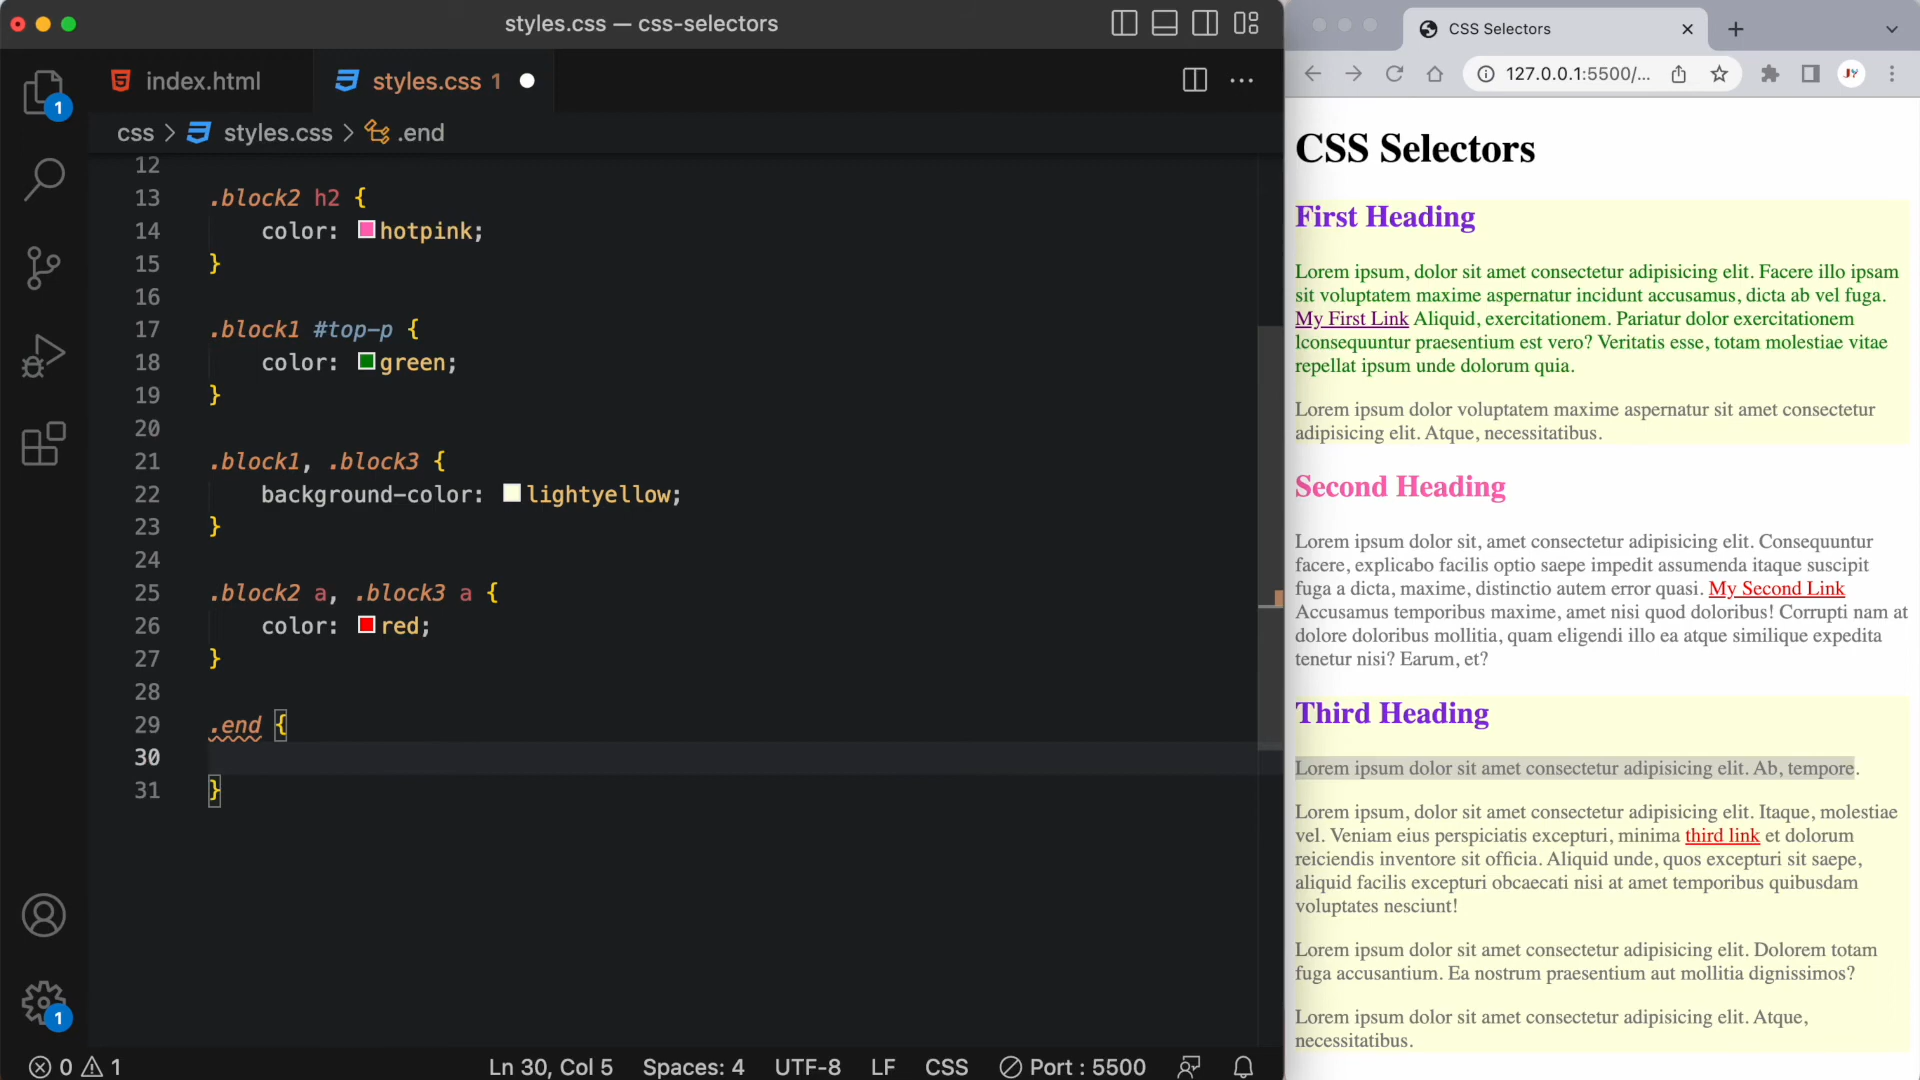 styles.css — css-selectors
index.html
styles.css 1
css > styles.css > .end
12
13 .block2 h2 {
14 color: hotpink;
15 }
16
17 .block1 #top-p {
18 color: green;
19 }
20
21 .block1, .block3 {
22 background-color: lightyellow;
23 }
24
25 .block2 a, .block3 a {
26 color: red;
27 }
28
29 .end {
30
31 }
1
1
0 1
Ln 30, Col 5
Spaces: 4
UTF-8
LF
CSS
Port : 5500
CSS Selectors
127.0.0.1:5500/...
JY
CSS Selectors
First Heading
Lorem ipsum, dolor sit amet consectetur adipisicing elit. Facere illo ipsam
sit voluptatem maxime aspernatur incidunt accusamus, dicta ab vel fuga.
My First Link Aliquid, exercitationem. Pariatur dolor exercitationem
lconsequuntur praesentium est vero? Veritatis esse, totam molestiae vitae
repellat ipsum unde dolorum quia.
Lorem ipsum dolor voluptatem maxime aspernatur sit amet consectetur
adipisicing elit. Atque, necessitatibus.
Second Heading
Lorem ipsum dolor sit, amet consectetur adipisicing elit. Consequuntur
facere, explicabo facilis optio saepe impedit assumenda itaque suscipit
fuga a dicta, maxime, distinctio autem error quasi. My Second Link
Accusamus temporibus maxime, amet nisi quod doloribus! Corrupti nam at
dolore doloribus mollitia, quam eligendi illo ea atque similique expedita
tenetur nisi? Earum, et?
Third Heading
Lorem ipsum dolor sit amet consectetur adipisicing elit. Ab, tempore.
Lorem ipsum, dolor sit amet consectetur adipisicing elit. Itaque, molestiae
vel. Veniam eius perspiciatis excepturi, minima third link et dolorum
reiciendis inventore sit officia. Aliquid unde, quos excepturi sit saepe,
aliquid facilis excepturi obcaecati nisi at amet temporibus quibusdam
voluptates nesciunt!
Lorem ipsum dolor sit amet consectetur adipisicing elit. Dolorem totam
fuga accusantium. Ea nostrum praesentium aut mollitia dignissimos?
Lorem ipsum dolor sit amet consectetur adipisicing elit. Atque,
necessitatibus.